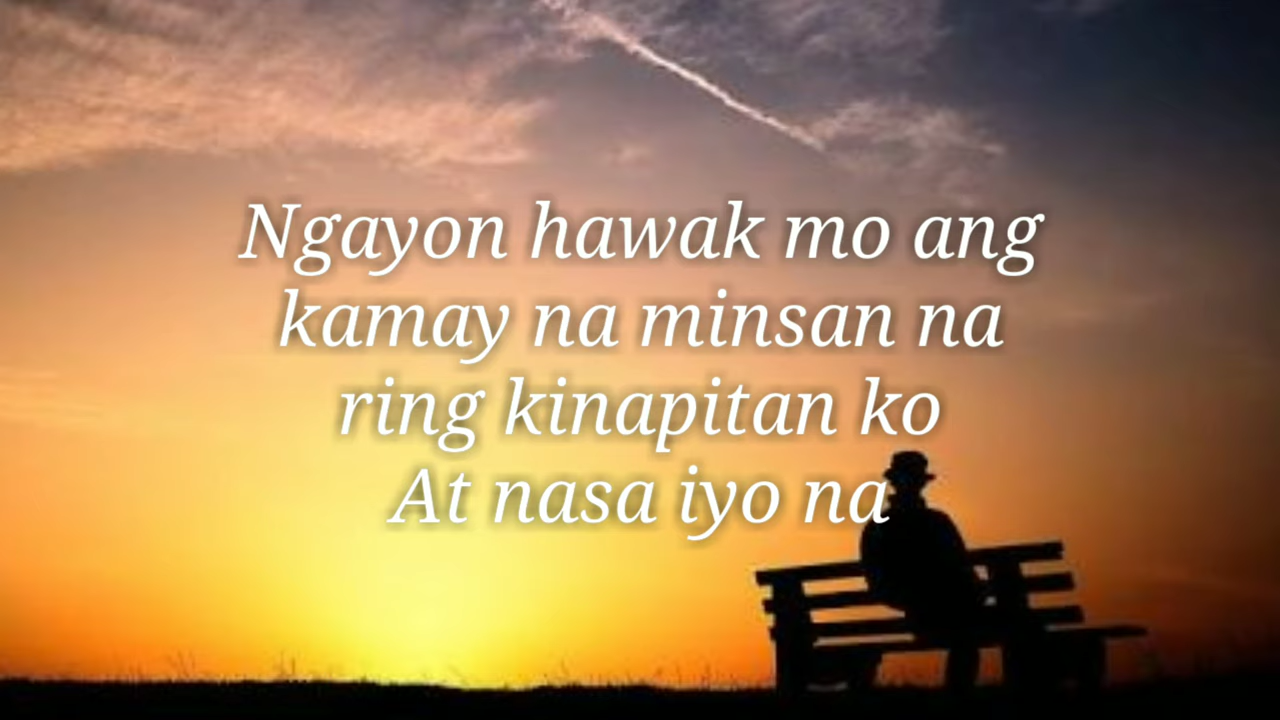 Ngayon hawak mo ang
kamay na minsan na
ring kinapitan ko
At nasa iyo na